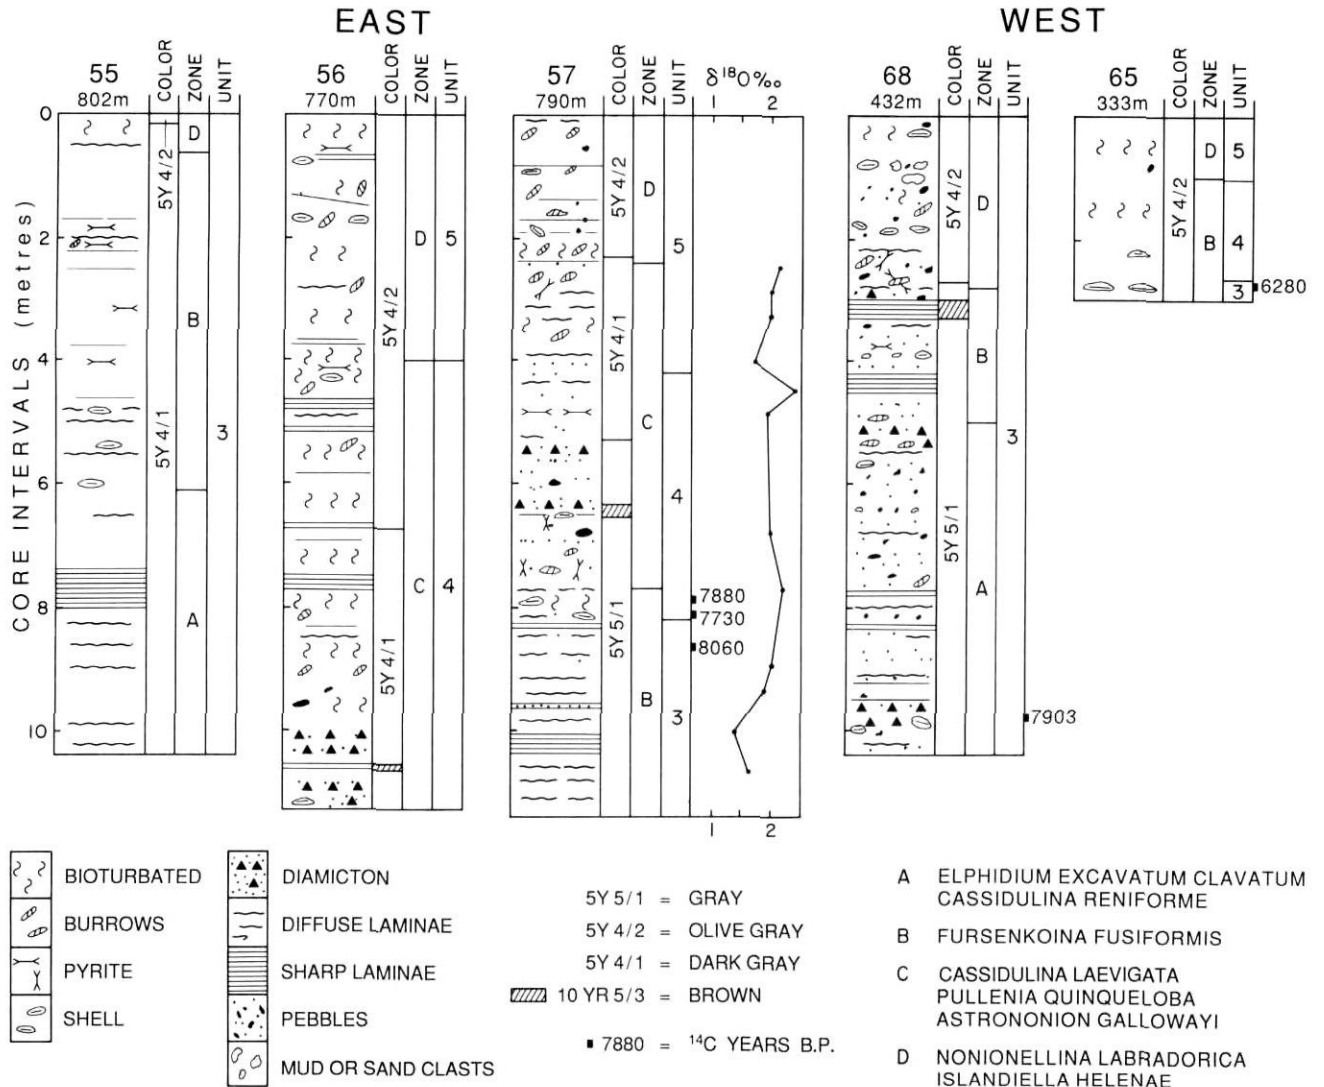 EAST
WEST
55
802m
COLOR
ZONE
UNIT
56
770m
COLOR
ZONE
UNIT
57
790m
COLOR
ZONE
UNIT
δ¹⁸O‰
1 2
68
432m
COLOR
ZONE
UNIT
65
333m
COLOR
ZONE
UNIT
CORE INTERVALS (metres)
0
2
4
6
8
10
5Y 4/2
5Y 4/1
D
B
A
3
5Y 4/2
5Y 4/1
D
C
5
4
5Y 4/2
5Y 4/1
5Y 5/1
D
C
B
5
4
3
7880
7730
8060
1 2
5Y 4/2
5Y 5/1
D
B
A
3
7903
5Y 4/2
D
B
5
4
3
6280
BIOTURBATED
BURROWS
PYRITE
SHELL
DIAMICTON
DIFFUSE LAMINAE
SHARP LAMINAE
PEBBLES
MUD OR SAND CLASTS
5Y 5/1 = GRAY
5Y 4/2 = OLIVE GRAY
5Y 4/1 = DARK GRAY
10 YR 5/3 = BROWN
7880 = ¹⁴C YEARS B.P.
A ELPHIDIUM EXCAVATUM CLAVATUM
CASSIDULINA RENIFORME
B FURSENKOINA FUSIFORMIS
C CASSIDULINA LAEVIGATA
PULLENIA QUINQUELOBA
ASTRONONION GALLOWAYI
D NONIONELLINA LABRADORICA
ISLANDIELLA HELENAE